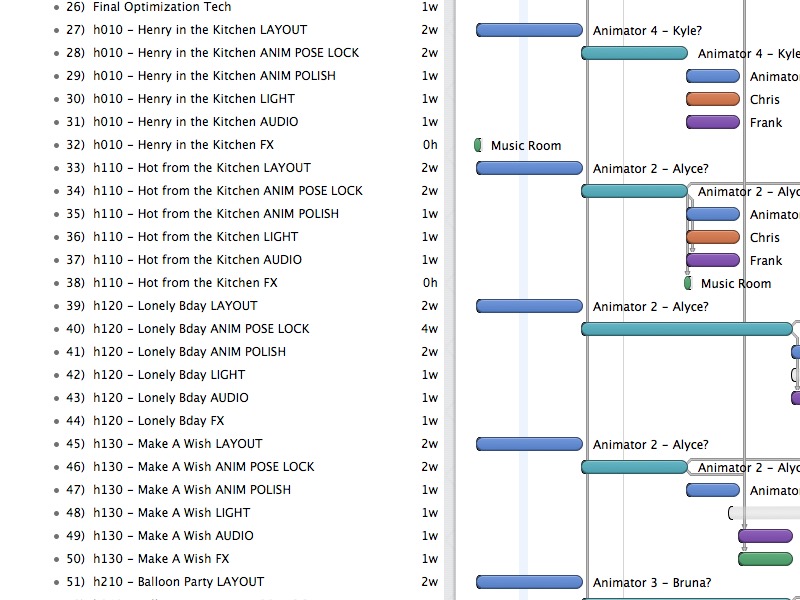 26) Final Optimization Tech 1w
27) h010 – Henry in the Kitchen LAYOUT 2w Animator 4 – Kyle?
28) h010 – Henry in the Kitchen ANIM POSE LOCK 2w Animator 4 – Kyle
29) h010 – Henry in the Kitchen ANIM POLISH 1w Animato
30) h010 – Henry in the Kitchen LIGHT 1w Chris
31) h010 – Henry in the Kitchen AUDIO 1w Frank
32) h010 – Henry in the Kitchen FX 0h Music Room
33) h110 – Hot from the Kitchen LAYOUT 2w Animator 2 – Alyce?
34) h110 – Hot from the Kitchen ANIM POSE LOCK 2w Animator 2 – Alyc
35) h110 – Hot from the Kitchen ANIM POLISH 1w Animato
36) h110 – Hot from the Kitchen LIGHT 1w Chris
37) h110 – Hot from the Kitchen AUDIO 1w Frank
38) h110 – Hot from the Kitchen FX 0h Music Room
39) h120 – Lonely Bday LAYOUT 2w Animator 2 – Alyce?
40) h120 – Lonely Bday ANIM POSE LOCK 4w
41) h120 – Lonely Bday ANIM POLISH 2w
42) h120 – Lonely Bday LIGHT 1w
43) h120 – Lonely Bday AUDIO 1w
44) h120 – Lonely Bday FX 1w
45) h130 – Make A Wish LAYOUT 2w Animator 2 – Alyce?
46) h130 – Make A Wish ANIM POSE LOCK 2w Animator 2 – Alyc
47) h130 – Make A Wish ANIM POLISH 1w Animato
48) h130 – Make A Wish LIGHT 1w
49) h130 – Make A Wish AUDIO 1w
50) h130 – Make A Wish FX 1w
51) h210 – Balloon Party LAYOUT 2w Animator 3 – Bruna?